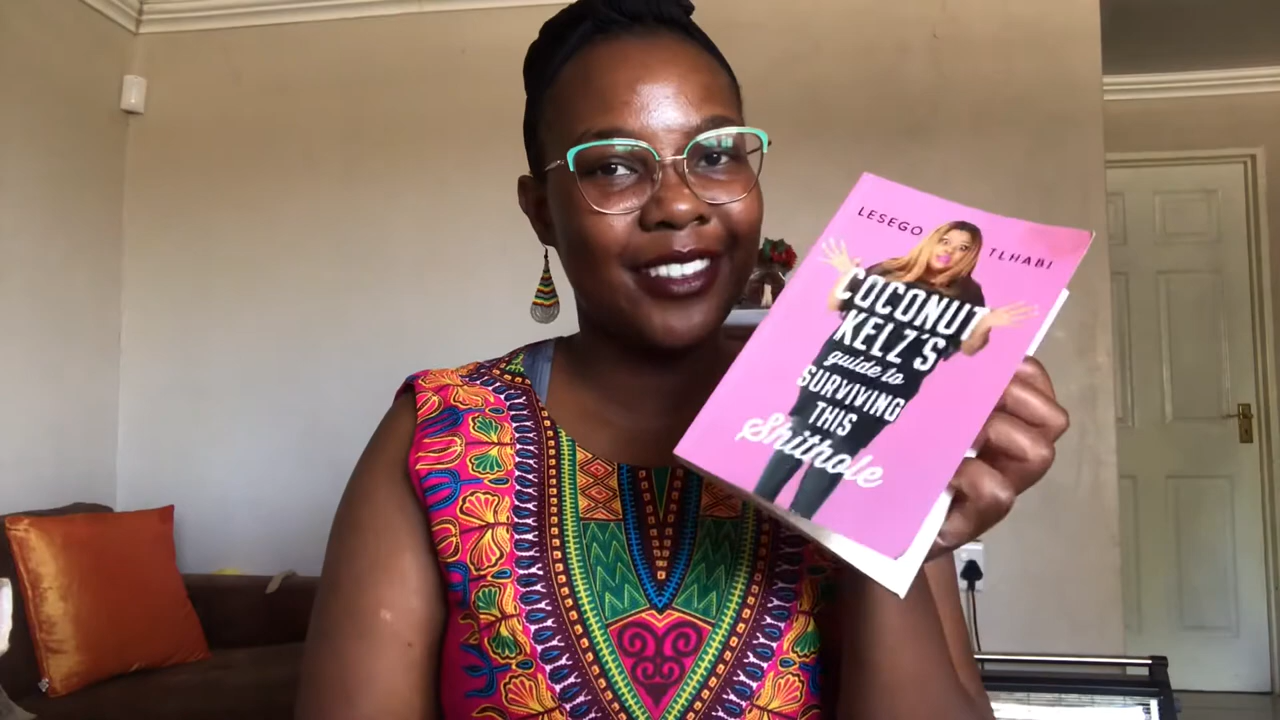 LESEGO TLHABI
COCONUT
KELZ'S
guide to
SURVIVING
THIS
Shithole